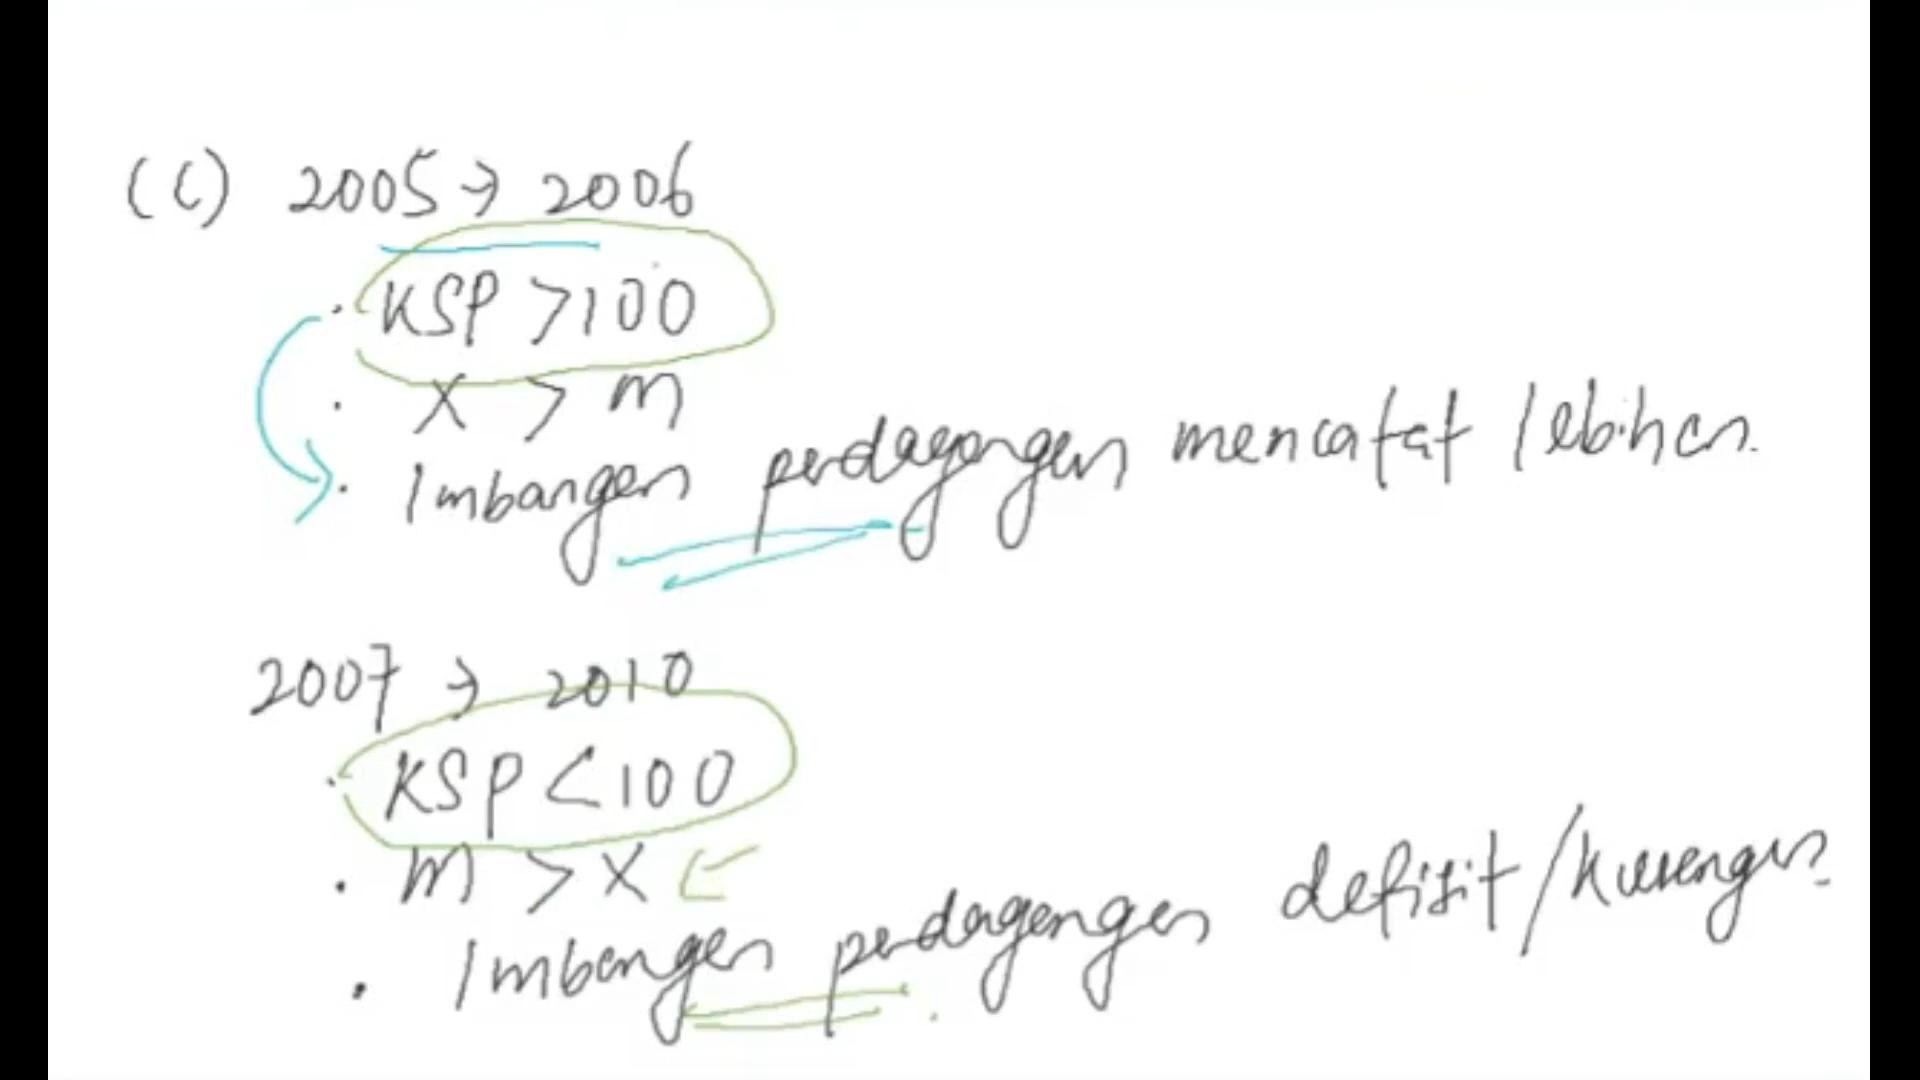 (C) 2005 → 2006
· KSP > 100
· X > m
· Imbangan perdagangan mencatat lebihan.
2007 → 2010
· KSP < 100
· m > X
· Imbangan perdagangan defisit / kurangan